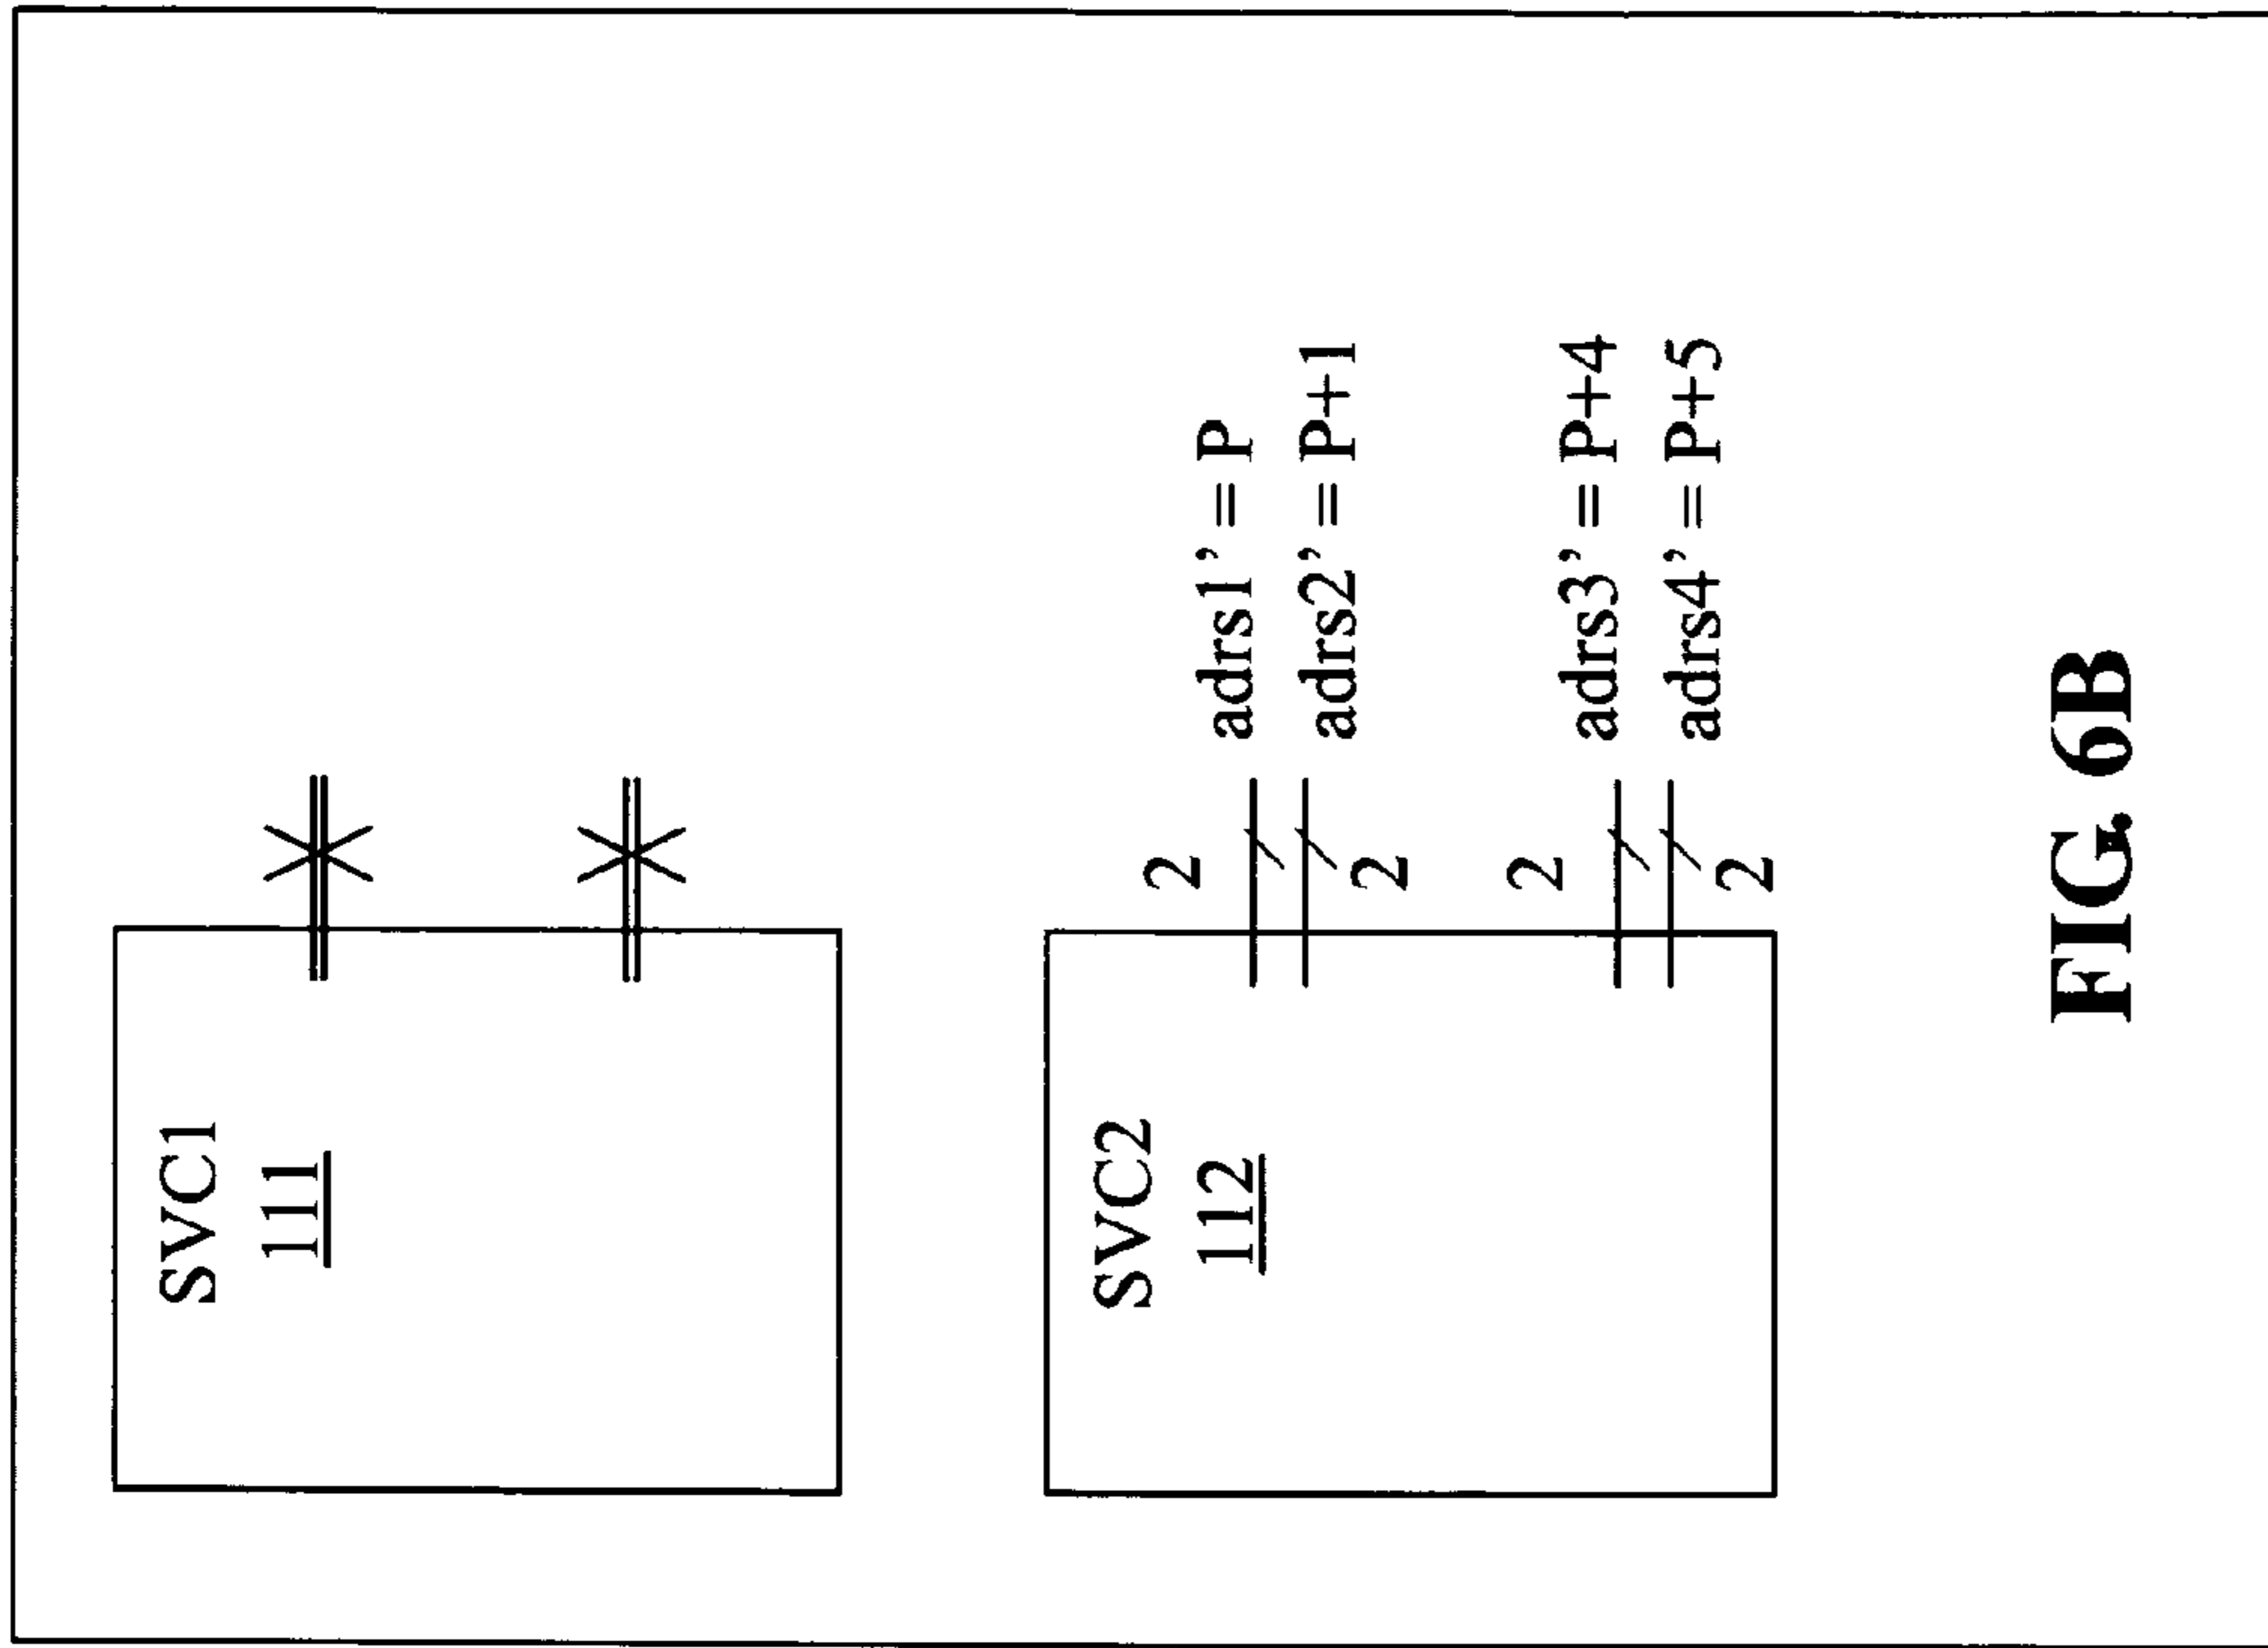 SVC1
111
SVC2
112
2
adrs1’ = P
adrs2’ = P+1
2
2
adrs3’ = P+4
adrs4’ = P+5
2
FIG. 6B